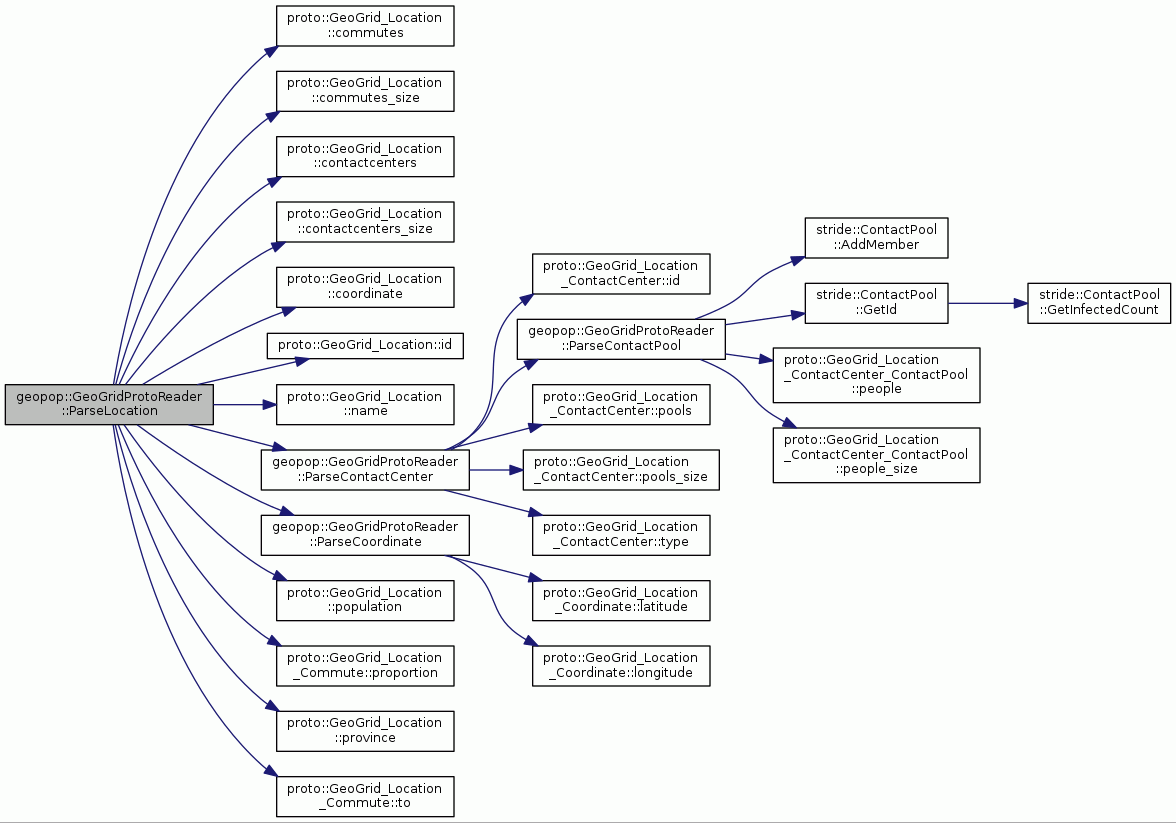 proto::GeoGrid_Location
::commutes
proto::GeoGrid_Location
::commutes_size
proto::GeoGrid_Location
::contactcenters
proto::GeoGrid_Location
::contactcenters_size
proto::GeoGrid_Location
::coordinate
proto::GeoGrid_Location::id
proto::GeoGrid_Location
::name
geopop::GeoGridProtoReader
::ParseLocation
geopop::GeoGridProtoReader
::ParseContactCenter
geopop::GeoGridProtoReader
::ParseCoordinate
proto::GeoGrid_Location
::population
proto::GeoGrid_Location
_Commute::proportion
proto::GeoGrid_Location
::province
proto::GeoGrid_Location
_Commute::to
proto::GeoGrid_Location
_ContactCenter::id
geopop::GeoGridProtoReader
::ParseContactPool
proto::GeoGrid_Location
_ContactCenter::pools
proto::GeoGrid_Location
_ContactCenter::pools_size
proto::GeoGrid_Location
_ContactCenter::type
proto::GeoGrid_Location
_Coordinate::latitude
proto::GeoGrid_Location
_Coordinate::longitude
stride::ContactPool
::AddMember
stride::ContactPool
::GetId
proto::GeoGrid_Location
_ContactCenter_ContactPool
::people
proto::GeoGrid_Location
_ContactCenter_ContactPool
::people_size
stride::ContactPool
::GetInfectedCount